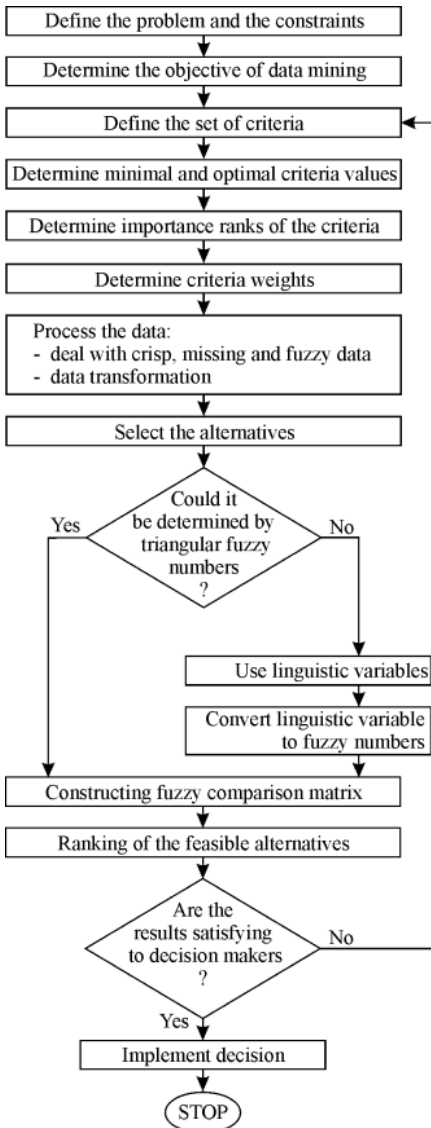 Define the problem and the constraints
Determine the objective of data mining
Define the set of criteria
Determine minimal and optimal criteria values
Determine importance ranks of the criteria
Determine criteria weights
Process the data:
- deal with crisp, missing and fuzzy data
- data transformation
Select the alternatives
Could it
be determined by
triangular fuzzy
numbers
?
Yes
No
Use linguistic variables
Convert linguistic variable
to fuzzy numbers
Constructing fuzzy comparison matrix
Ranking of the feasible alternatives
Are the
results satisfying
to decision makers
?
No
Yes
Implement decision
STOP